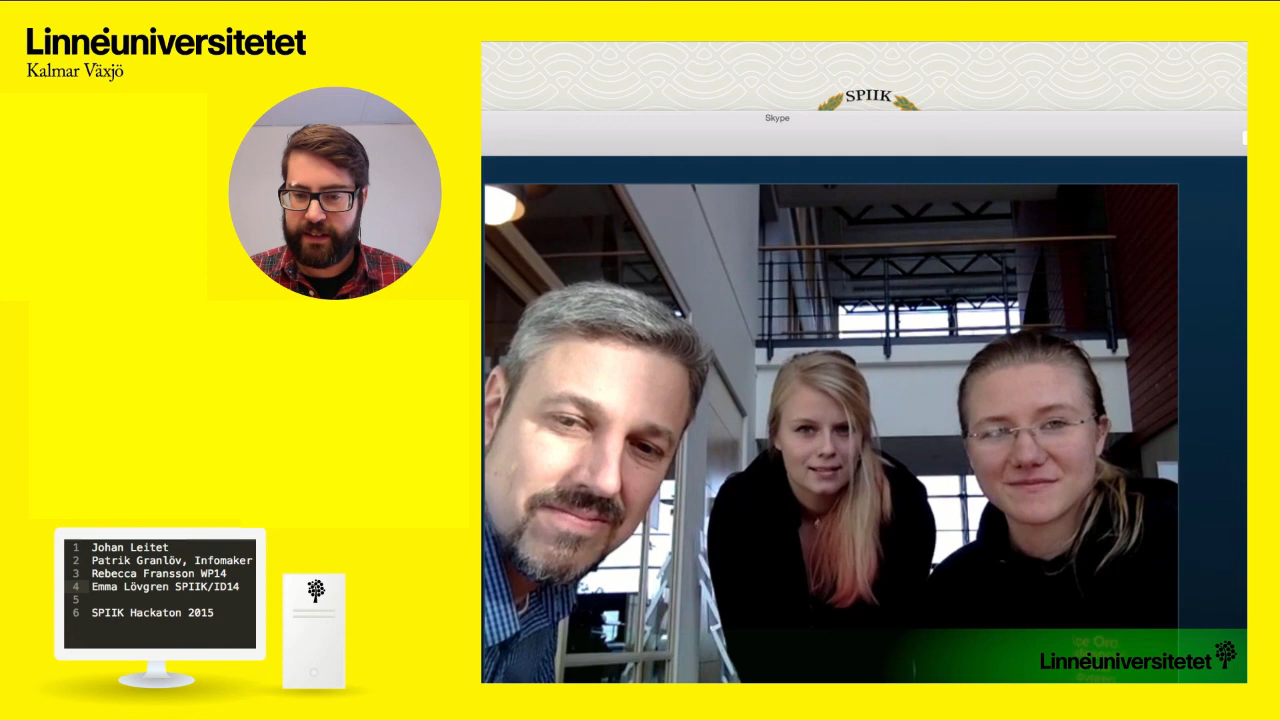 Linnéuniversitetet
Kalmar Växjö
SPIIK
Skype
1 Johan Leitet
2 Patrik Granlöv, Infomaker
3 Rebecca Fransson WP14
4 Emma Lövgren SPIIK/ID14
5
6 SPIIK Hackaton 2015
Linnéuniversitetet